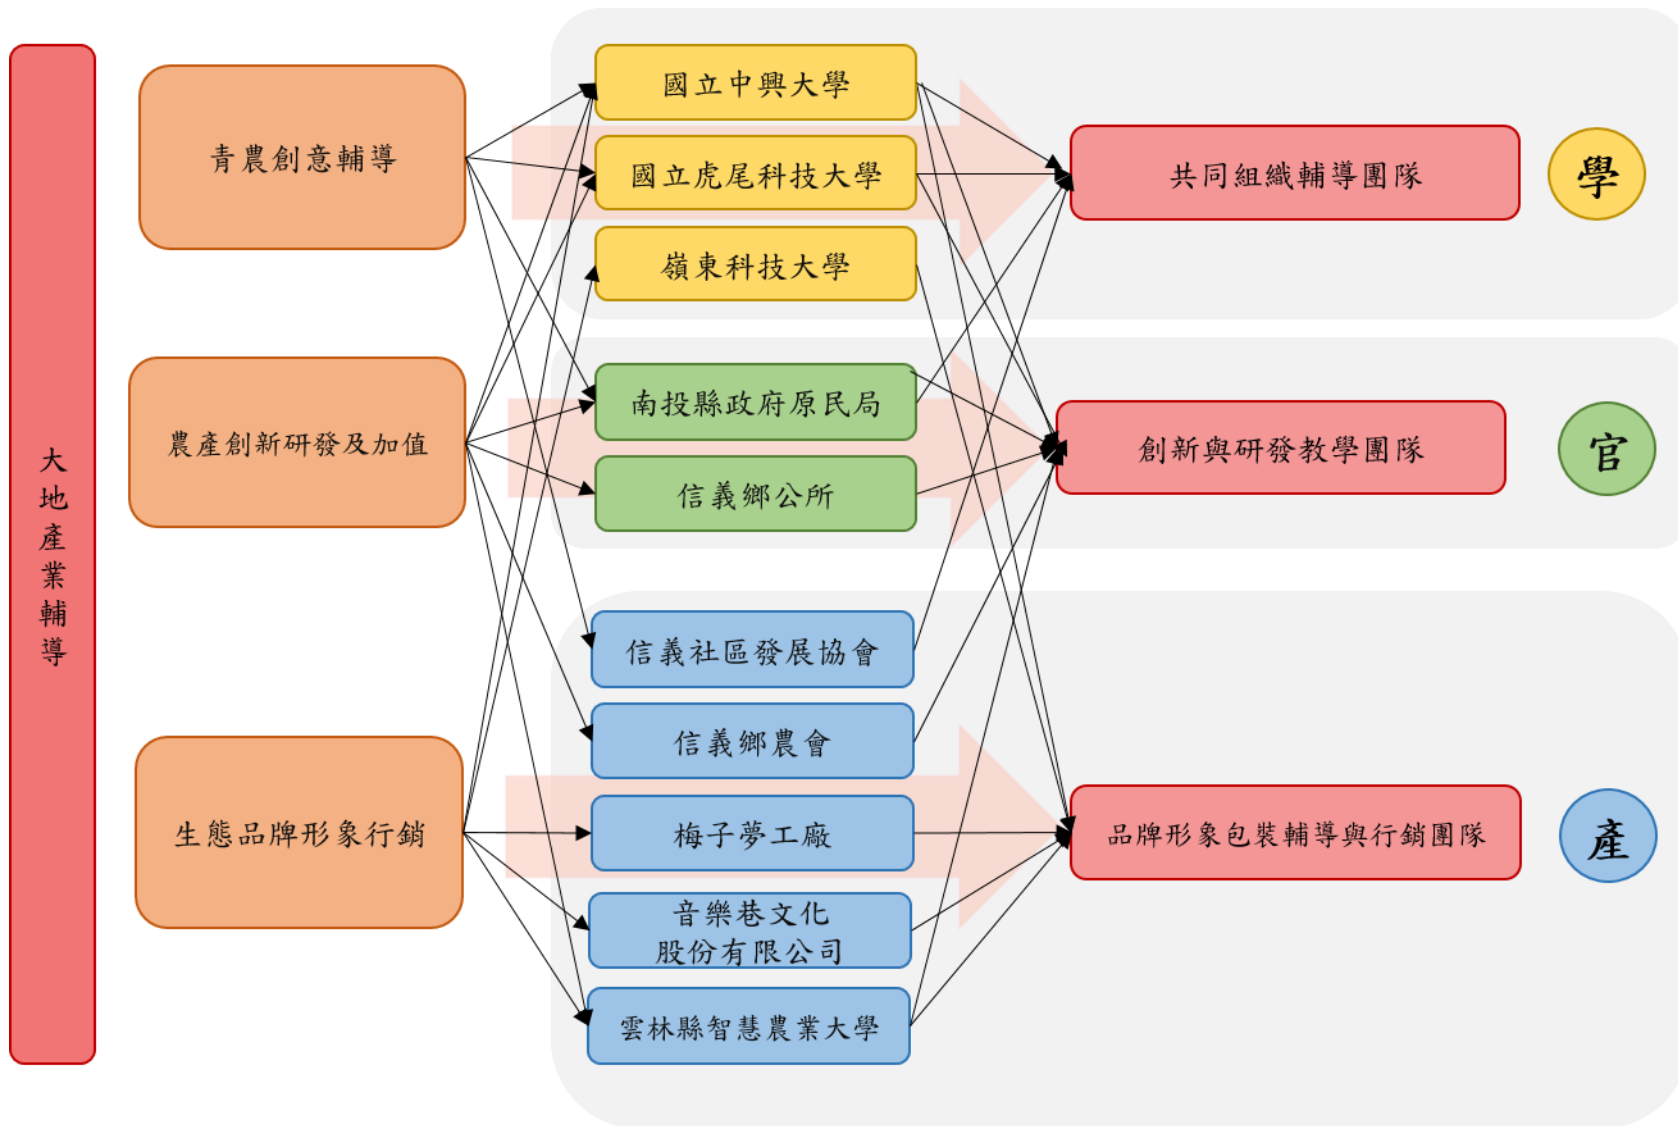 大地產業輔導
青農創意輔導
農產創新研發及加值
生態品牌形象行銷
國立中興大學
國立虎尾科技大學
嶺東科技大學
南投縣政府原民局
信義鄉公所
信義社區發展協會
信義鄉農會
梅子夢工廠
音樂巷文化
股份有限公司
雲林縣智慧農業大學
共同組織輔導團隊
創新與研發教學團隊
品牌形象包裝輔導與行銷團隊
學
官
產